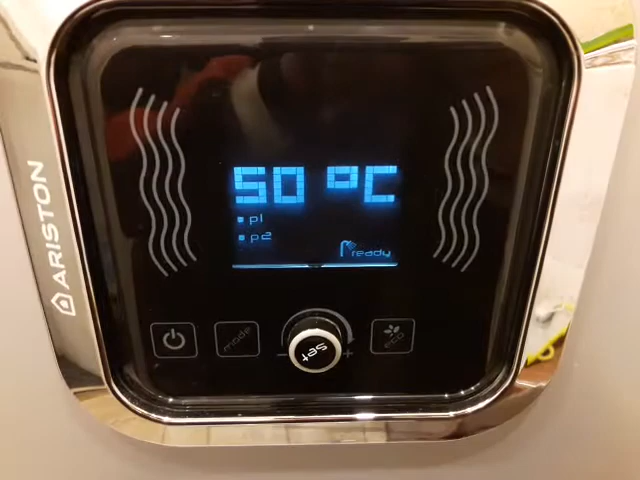 ARISTON
50 °C
p1
p2
ready
mode
set
- +
eco